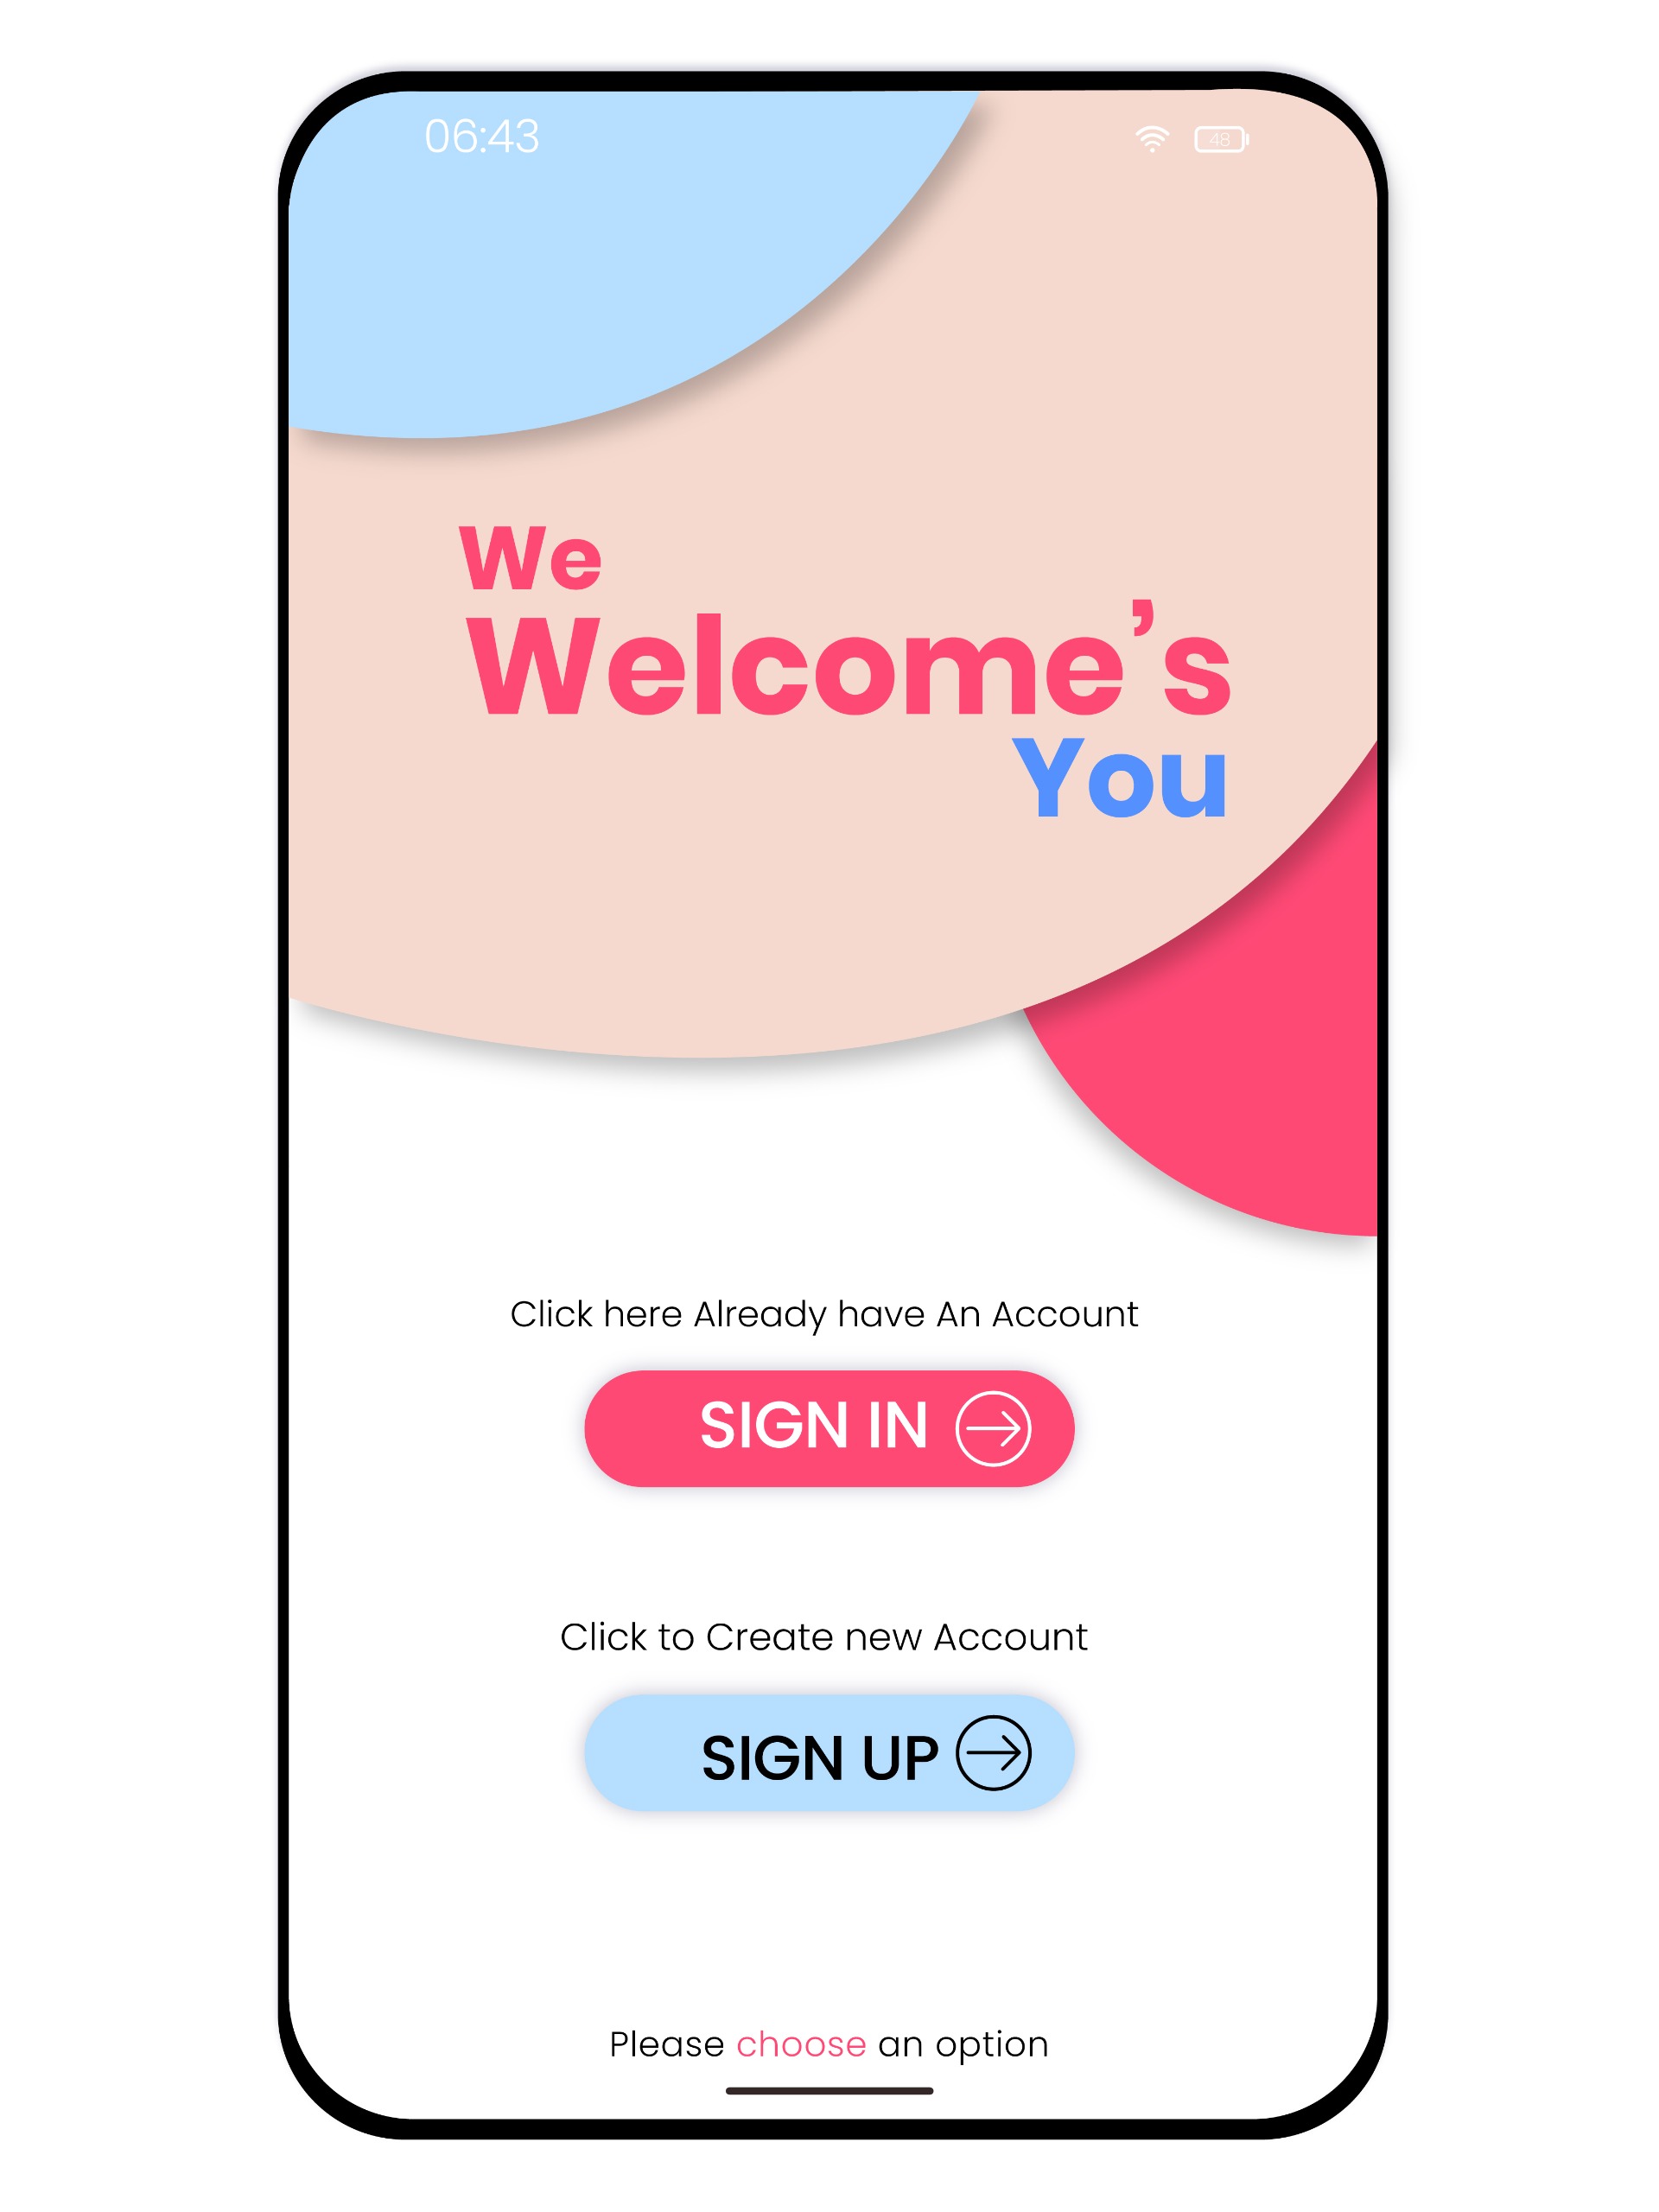 06:43 48
We
Welcome’s
You
Click here Already have An Account
SIGN IN
Click to Create new Account
SIGN UP
Please choose an option